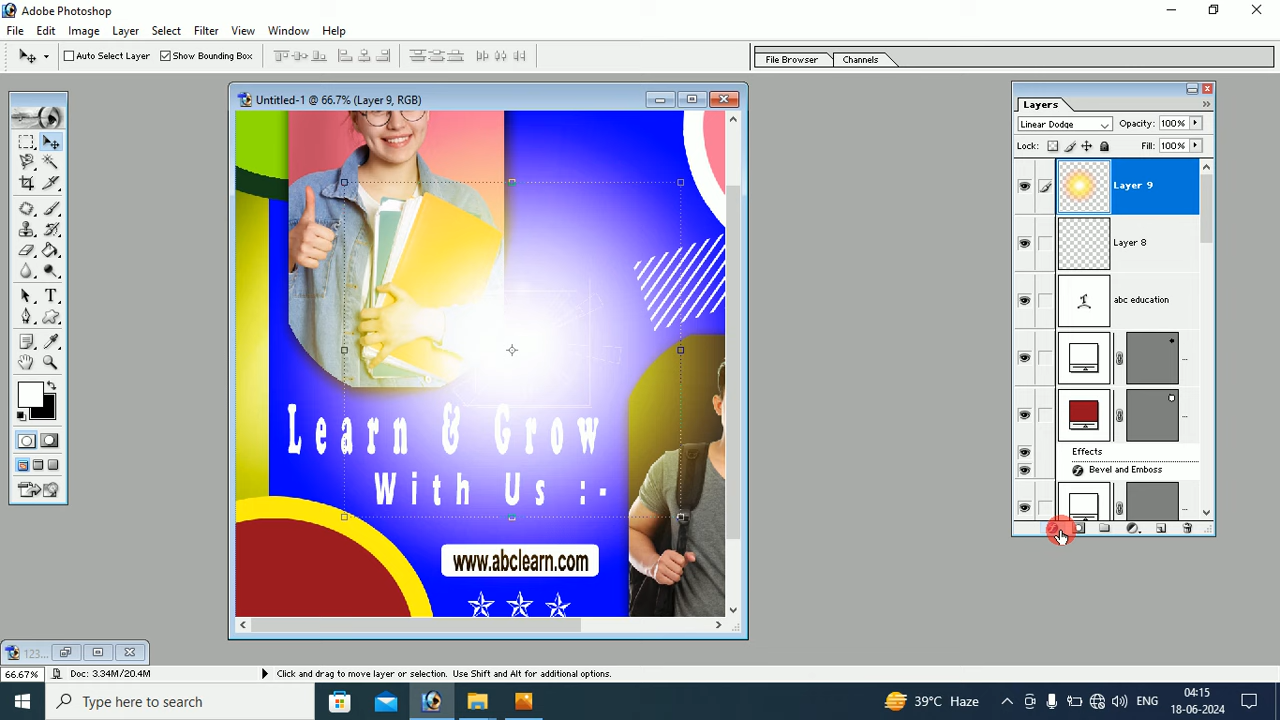 Adobe Photoshop
File Edit Image Layer Select Filter View Window Help
Auto Select Layer Show Bounding Box
File Browser Channels
Untitled-1 @ 66.7% (Layer 9, RGB)
Learn & Grow
With Us :-
www.abclearn.com
Layers
Linear Dodge Opacity: 100%
Lock: Fill: 100%
Layer 9
Layer 8
T abc education
...
...
Effects
Bevel and Emboss
...
123...
66.67% Doc: 3.34M/20.4M Click and drag to move layer or selection. Use Shift and Alt for additional options.
Type here to search
39°C Haze
ENG
04:15
18-06-2024